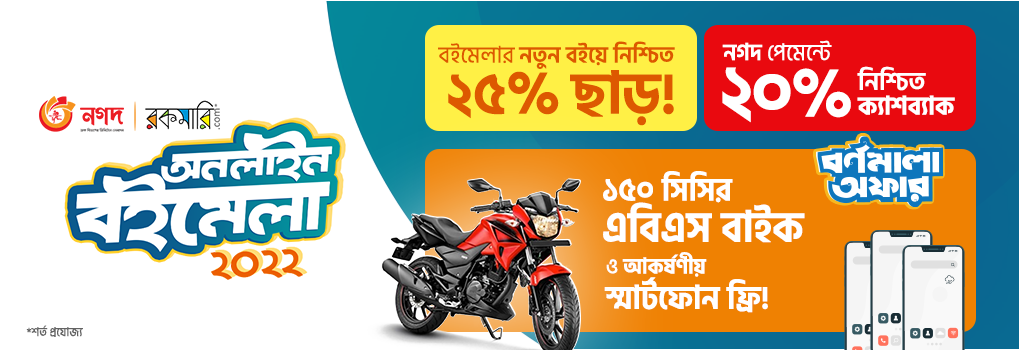 নগদ
রকমারি.com
অনলাইন
বইমেলা
২০২২
*শর্ত প্রযোজ্য
বইমেলার নতুন বইয়ে নিশ্চিত
২৫% ছাড়!
নগদ পেমেন্টে
২০% নিশ্চিত
ক্যাশব্যাক
বর্ণমালা
অফার
১৫০ সিসির
এবিএস বাইক
ও আকর্ষণীয়
স্মার্টফোন ফ্রি!